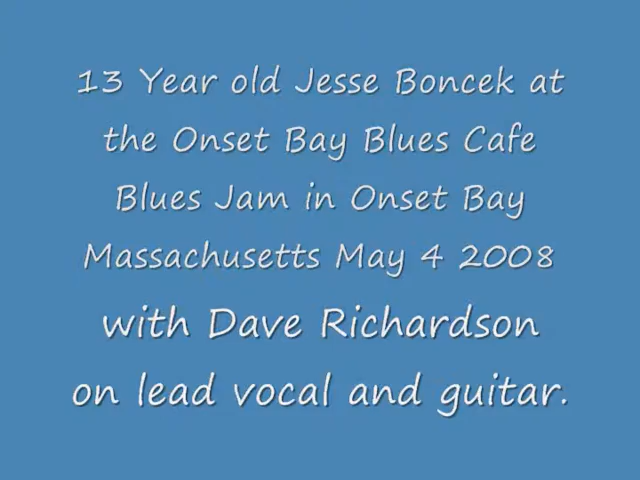 13 Year old Jesse Boncek at
the Onset Bay Blues Cafe
Blues Jam in Onset Bay
Massachusetts May 4 2008
with Dave Richardson
on lead vocal and guitar.